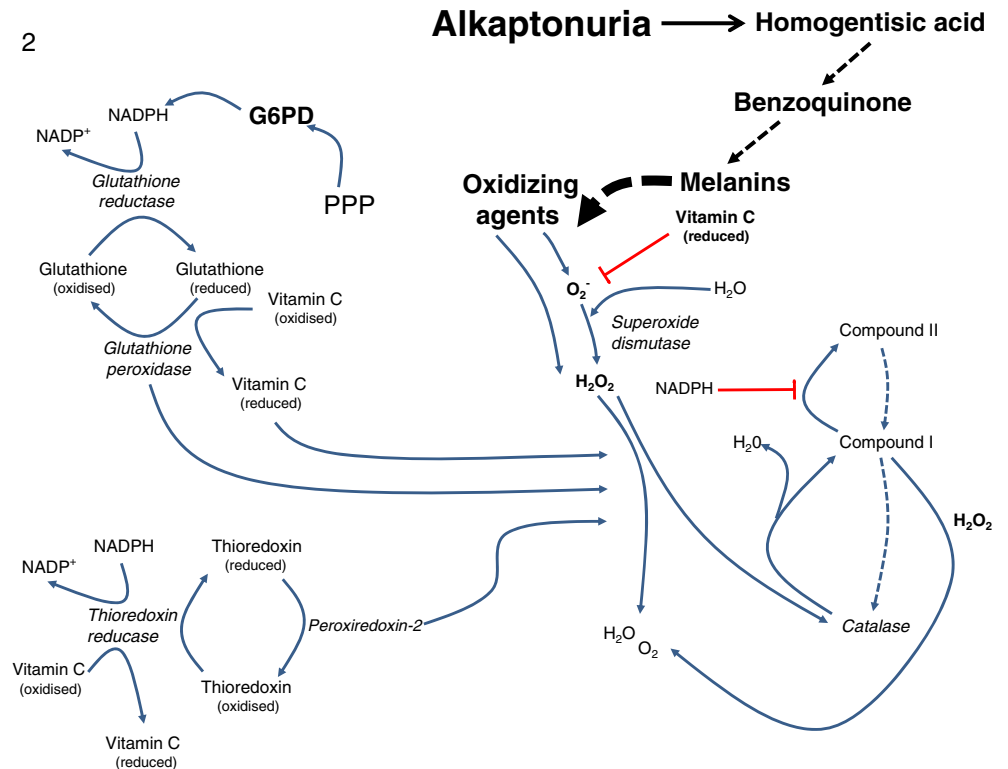 2
Alkaptonuria
Homogentisic acid
Benzoquinone
Melanins
Oxidizing
agents
Vitamin C
(reduced)
NADPH
G6PD
NADP+
Glutathione
reductase
PPP
Glutathione
(oxidised)
Glutathione
(reduced)
Vitamin C
(oxidised)
Glutathione
peroxidase
Vitamin C
(reduced)
O2-
H2O
Superoxide
dismutase
H2O2
NADPH
Compound II
Compound I
H20
H2O2
Catalase
H2O
O2
NADPH
NADP+
Thioredoxin
reducase
Thioredoxin
(reduced)
Peroxiredoxin-2
Thioredoxin
(oxidised)
Vitamin C
(oxidised)
Vitamin C
(reduced)